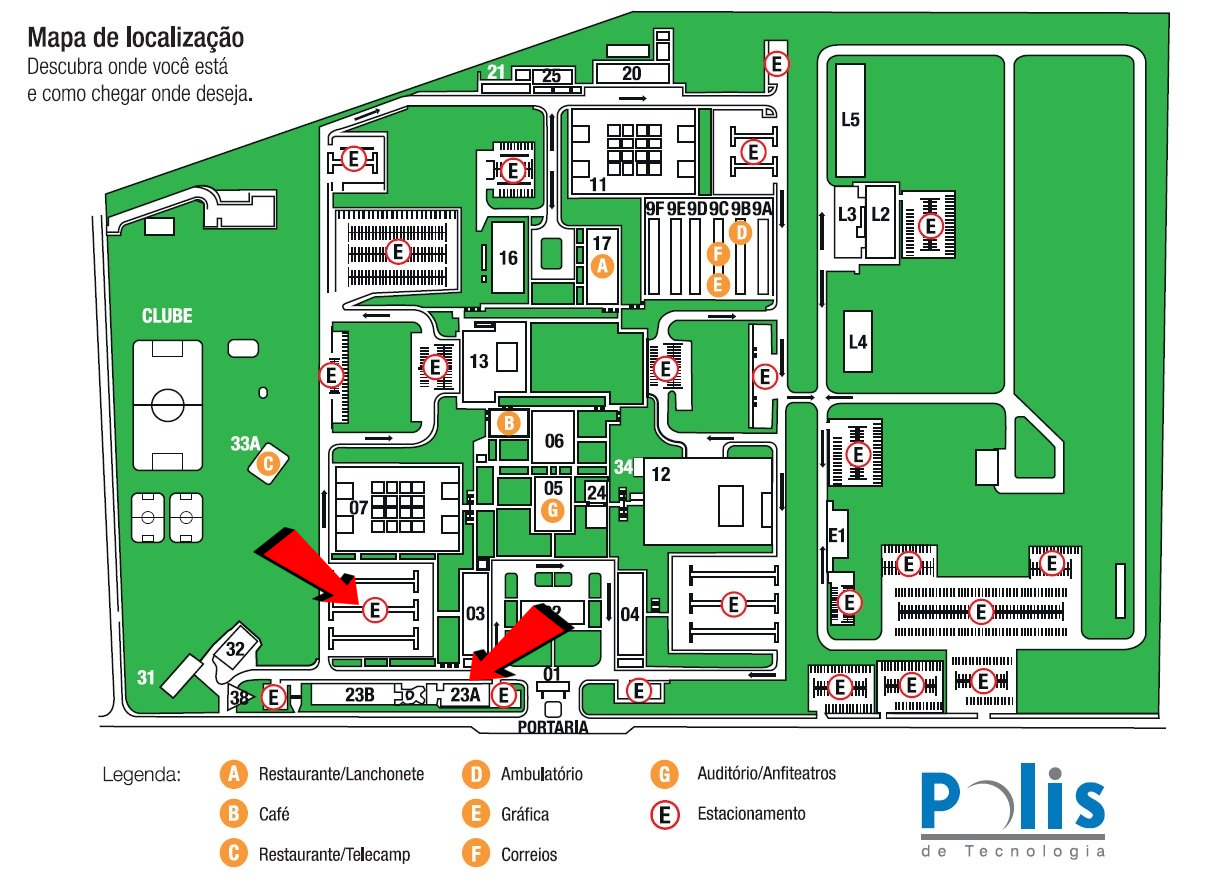 Mapa de localização
Descubra onde você está
e como chegar onde deseja.
21
25
20
E
E
E
E
11
L5
9F 9E 9D 9C 9B 9A
D
F
E
L3
L2
E
E
16
17
A
CLUBE
E
E
13
E
E
L4
B
06
33A
C
34
12
E
07
05
G
24
E1
E
E
E
03
04
E
E
E
32
31
38
E
23B
23A
E
01
PORTARIA
E
E
E
E
Legenda:
A Restaurante/Lanchonete
B Café
C Restaurante/Telecamp
D Ambulatório
E Gráfica
F Correios
G Auditório/Anfiteatros
E Estacionamento
Polis
de Tecnologia